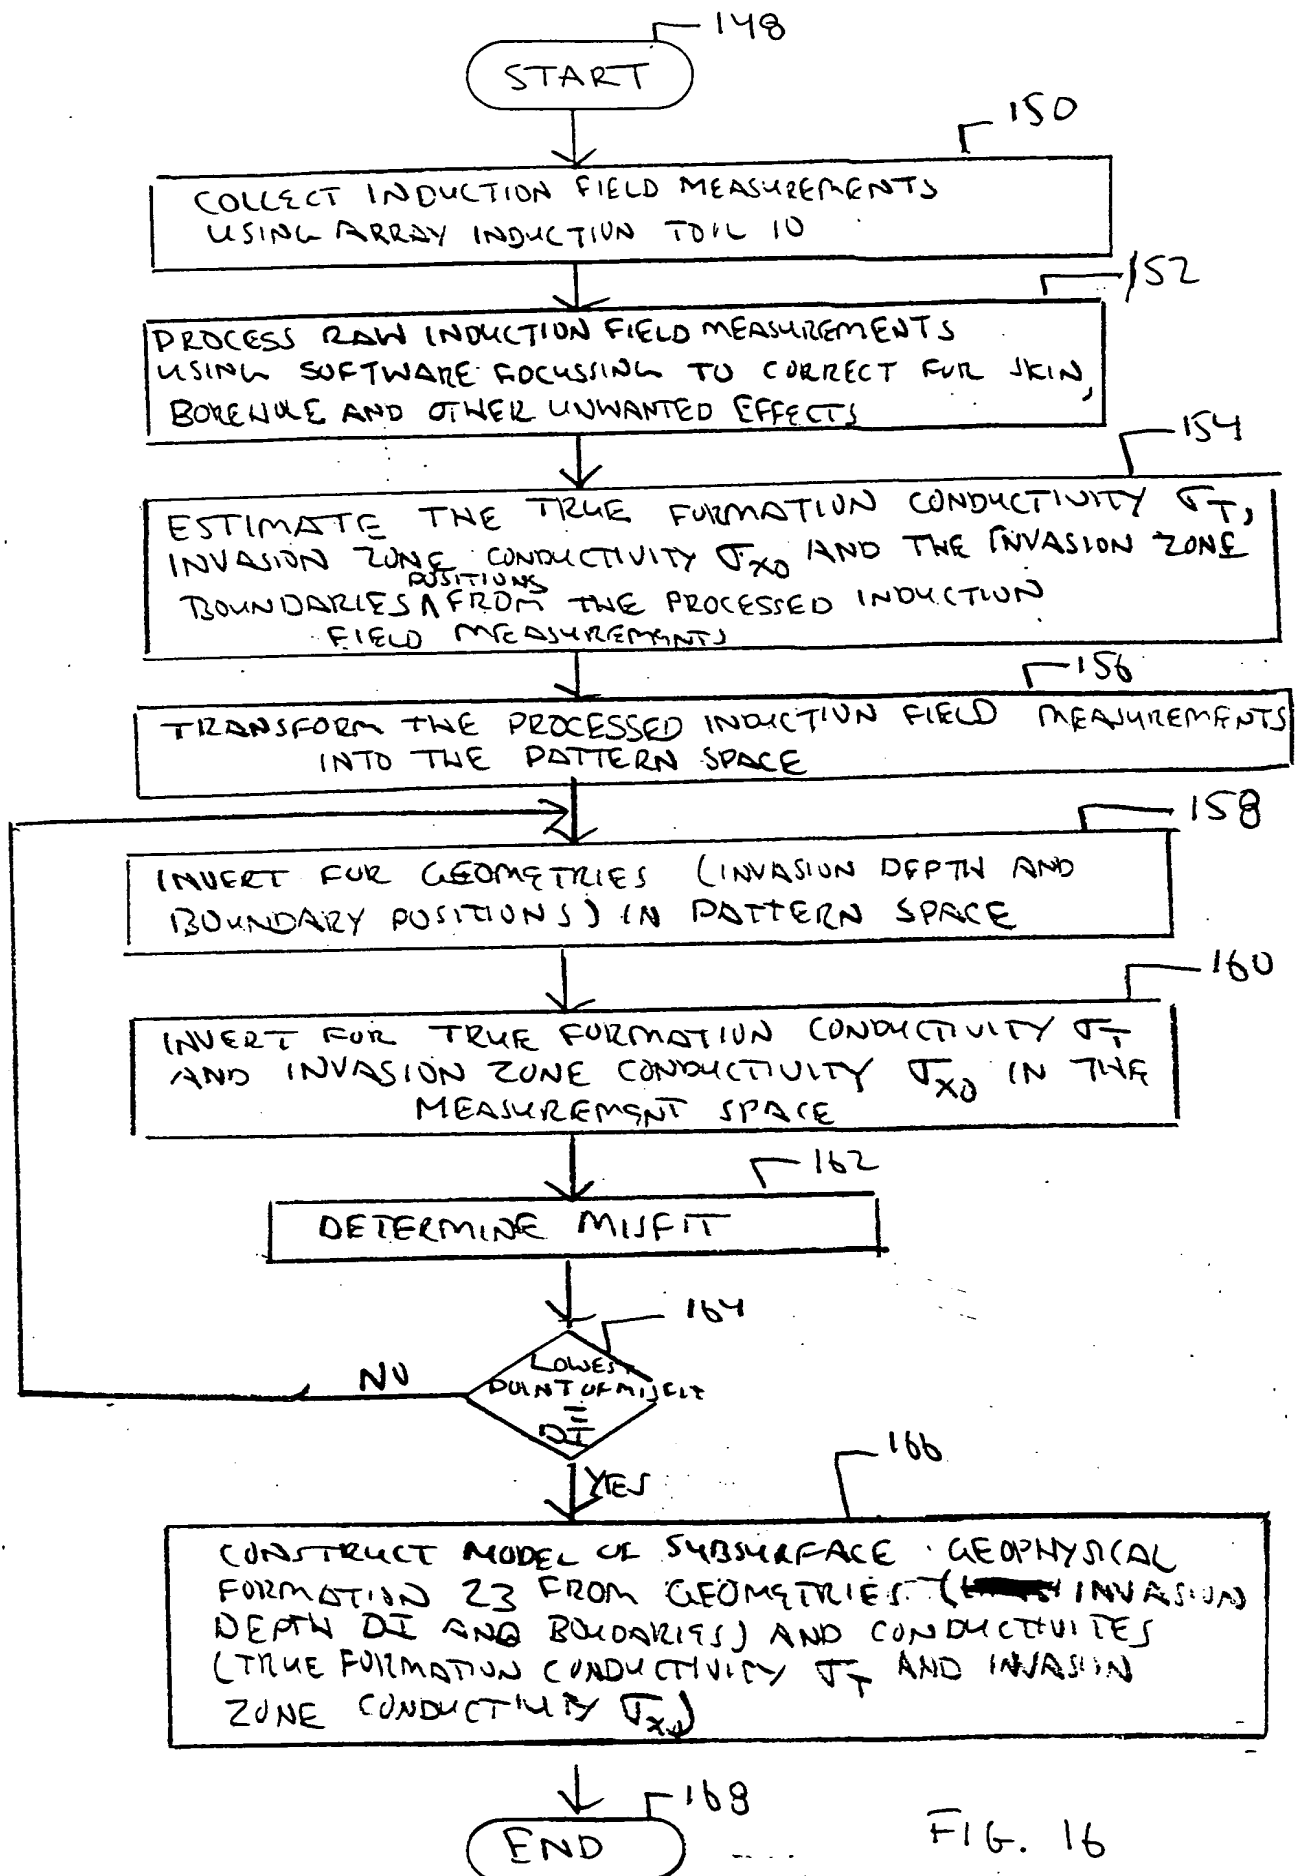 148
START
150
COLLECT INDUCTION FIELD MEASUREMENTS
USING ARRAY INDUCTION TOOL 10
152
PROCESS RAW INDUCTION FIELD MEASUREMENTS
USING SOFTWARE FOCUSSING TO CORRECT FOR SKIN,
BOREHOLE AND OTHER UNWANTED EFFECTS
154
ESTIMATE THE TRUE FORMATION CONDUCTIVITY σT,
INVASION ZONE CONDUCTIVITY σXO AND THE INVASION ZONE
POSITIONS
BOUNDARIES ∧ FROM THE PROCESSED INDUCTION
FIELD MEASUREMENTS
156
TRANSFORM THE PROCESSED INDUCTION FIELD MEASUREMENTS
INTO THE PATTERN SPACE
158
INVERT FOR GEOMETRIES (INVASION DEPTH AND
BOUNDARY POSITIONS) IN PATTERN SPACE
160
INVERT FOR TRUE FORMATION CONDUCTIVITY σT
AND INVASION ZONE CONDUCTIVITY σXO IN THE
MEASUREMENT SPACE
162
DETERMINE MISFIT
164
LOWEST
POINT OF MISFIT
=
DI
NO
YES
166
CONSTRUCT MODEL OF SUBSURFACE GEOPHYSICAL
FORMATION 23 FROM GEOMETRIES (INVASION
DEPTH DI AND BOUDARIES) AND CONDUCTIVITES
(TRUE FORMATION CONDUCTIVITY σT AND INVASION
ZONE CONDUCTIVITY σXO)
168
END
FIG. 16